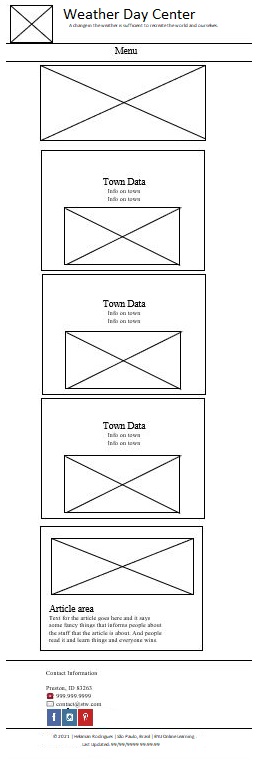 Weather Day Center
A change in the weather is sufficient to recreate the world and ourselves.
Menu
Town Data
Info on town
Info on town
Town Data
Info on town
Info on town
Town Data
Info on town
Info on town
Article area
Text for the article goes here and it says
some fancy things that informs people about
the stuff that the article is about. And people
read it and learn things and everyone wins.
Contact Information
Preston, ID 83263
999.999.9999
contact@stw.com
© 2021 | Helisman Rodrigues | São Paulo, Brazil | BYU Online Learning
Last Updated: ##/##/#### ##:##:##